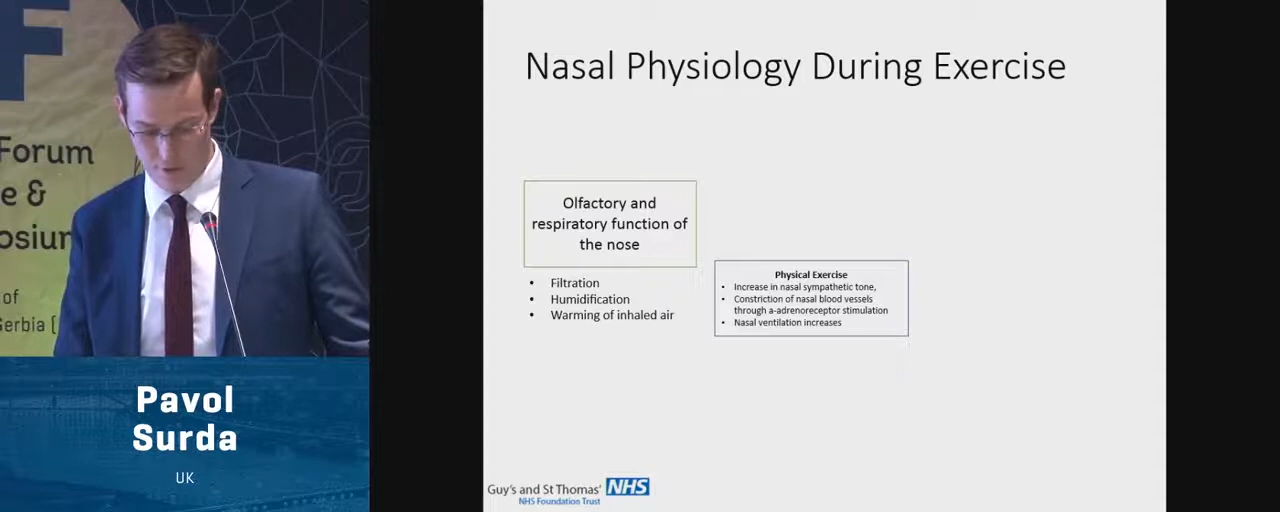 Forum
e &
osium
of
Serbia (
Pavol
Surda
UK
Nasal Physiology During Exercise
Olfactory and
respiratory function of
the nose
• Filtration
• Humidification
• Warming of inhaled air
Physical Exercise
• Increase in nasal sympathetic tone,
• Constriction of nasal blood vessels
through a-adrenoreceptor stimulation
• Nasal ventilation increases
Guy's and St Thomas' NHS
NHS Foundation Trust